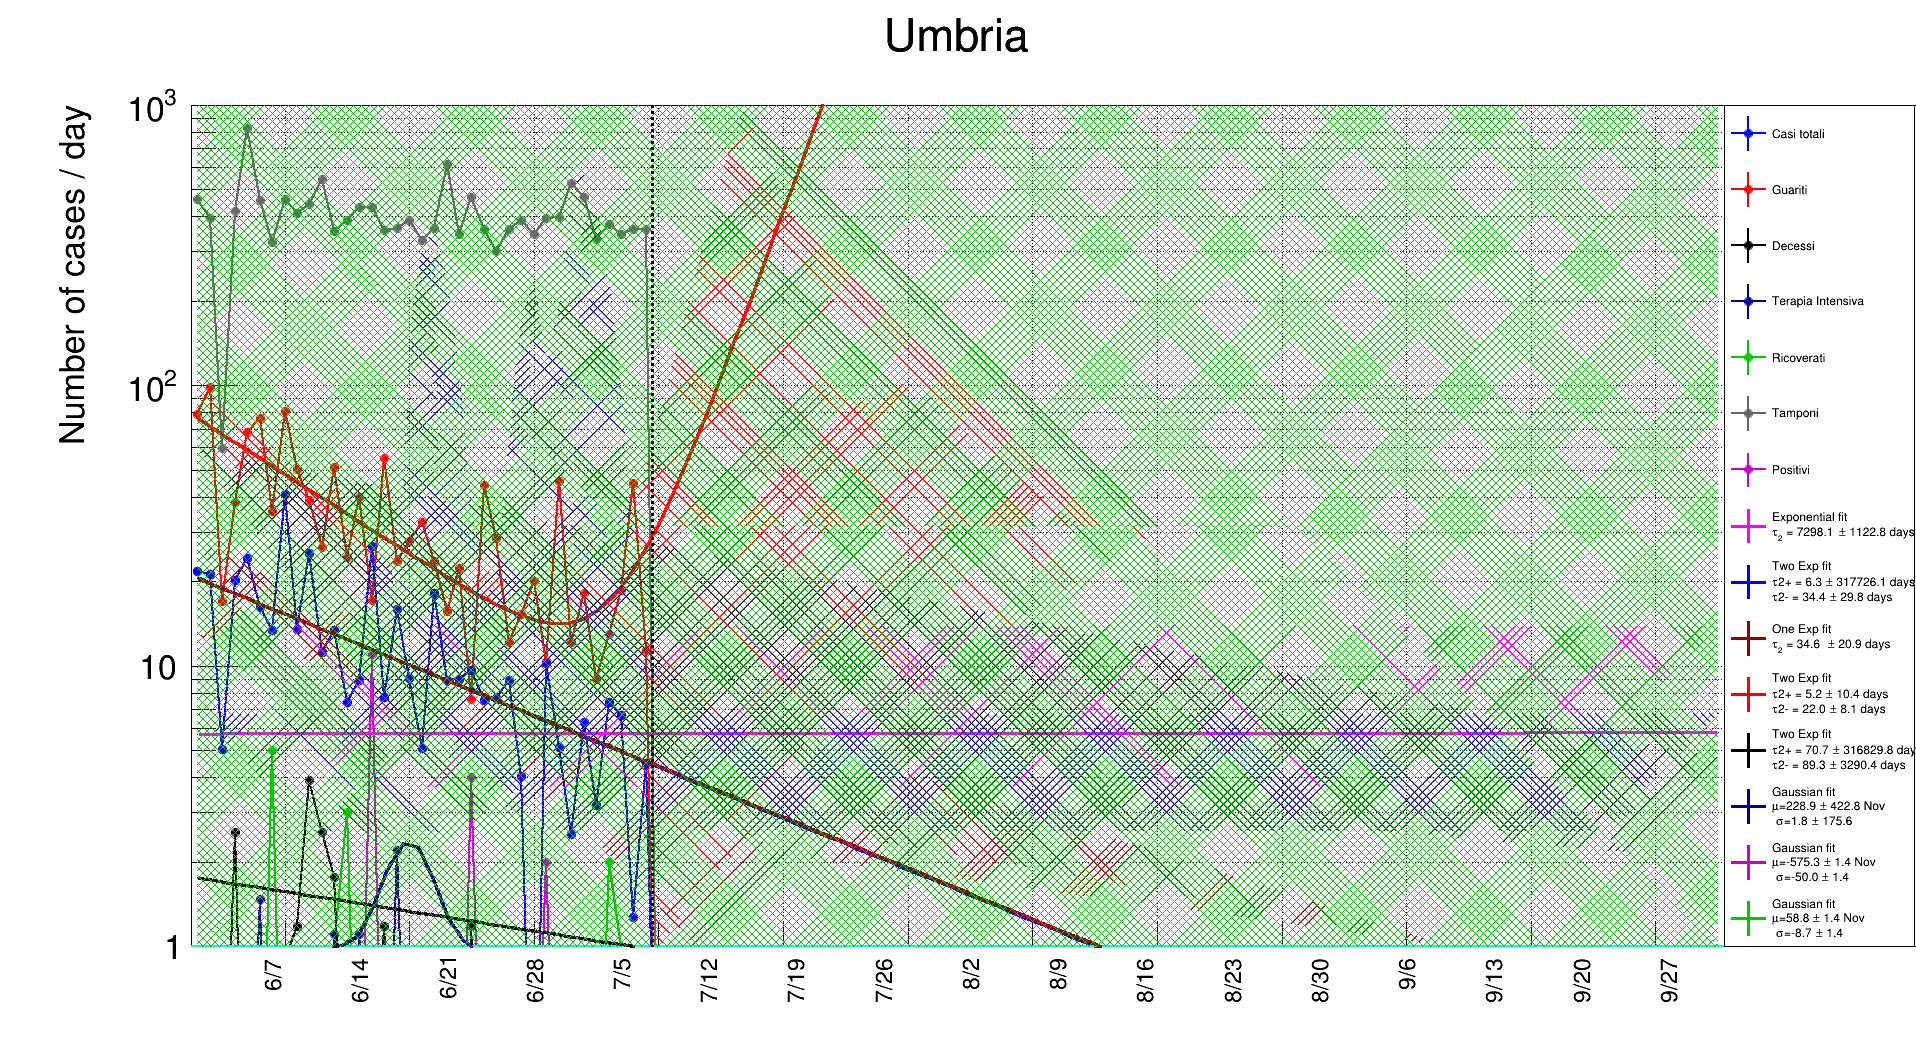 Umbria
Number of cases / day
10³
10²
10
1
6/7
6/14
6/21
6/28
7/5
7/12
7/19
7/26
8/2
8/9
8/16
8/23
8/30
9/6
9/13
9/20
9/27
Casi totali
Guariti
Decessi
Terapia Intensiva
Ricoverati
Tamponi
Positivi
Exponential fit
τ₂ = 7298.1 ± 1122.8 days
Two Exp fit
τ2+ = 6.3 ± 317726.1 days
τ2- = 34.4 ± 29.8 days
One Exp fit
τ₂ = 34.6 ± 20.9 days
Two Exp fit
τ2+ = 5.2 ± 10.4 days
τ2- = 22.0 ± 8.1 days
Two Exp fit
τ2+ = 70.7 ± 316829.8 day
τ2- = 89.3 ± 3290.4 days
Gaussian fit
μ=228.9 ± 422.8 Nov
σ=1.8 ± 175.6
Gaussian fit
μ=-575.3 ± 1.4 Nov
σ=-50.0 ± 1.4
Gaussian fit
μ=58.8 ± 1.4 Nov
σ=-8.7 ± 1.4